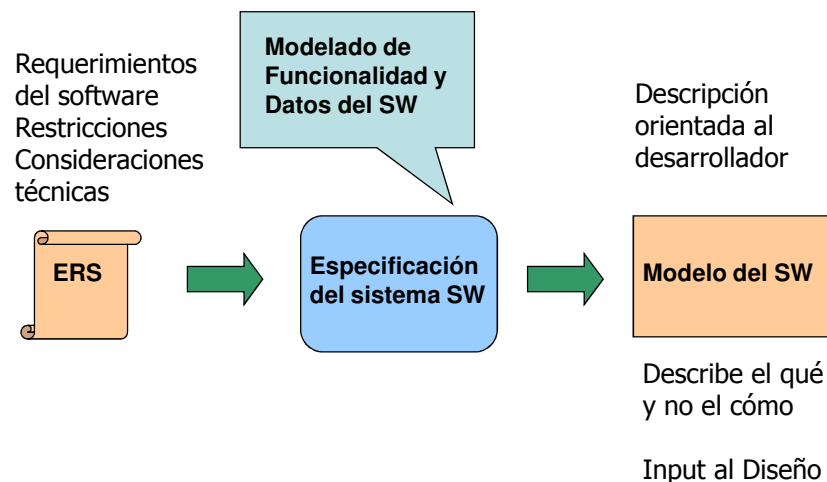 Requerimientos
del software
Restricciones
Consideraciones
técnicas
Modelado de
Funcionalidad y
Datos del SW
Descripción
orientada al
desarrollador
ERS
Especificación
del sistema SW
Modelo del SW
Describe el qué
y no el cómo
Input al Diseño